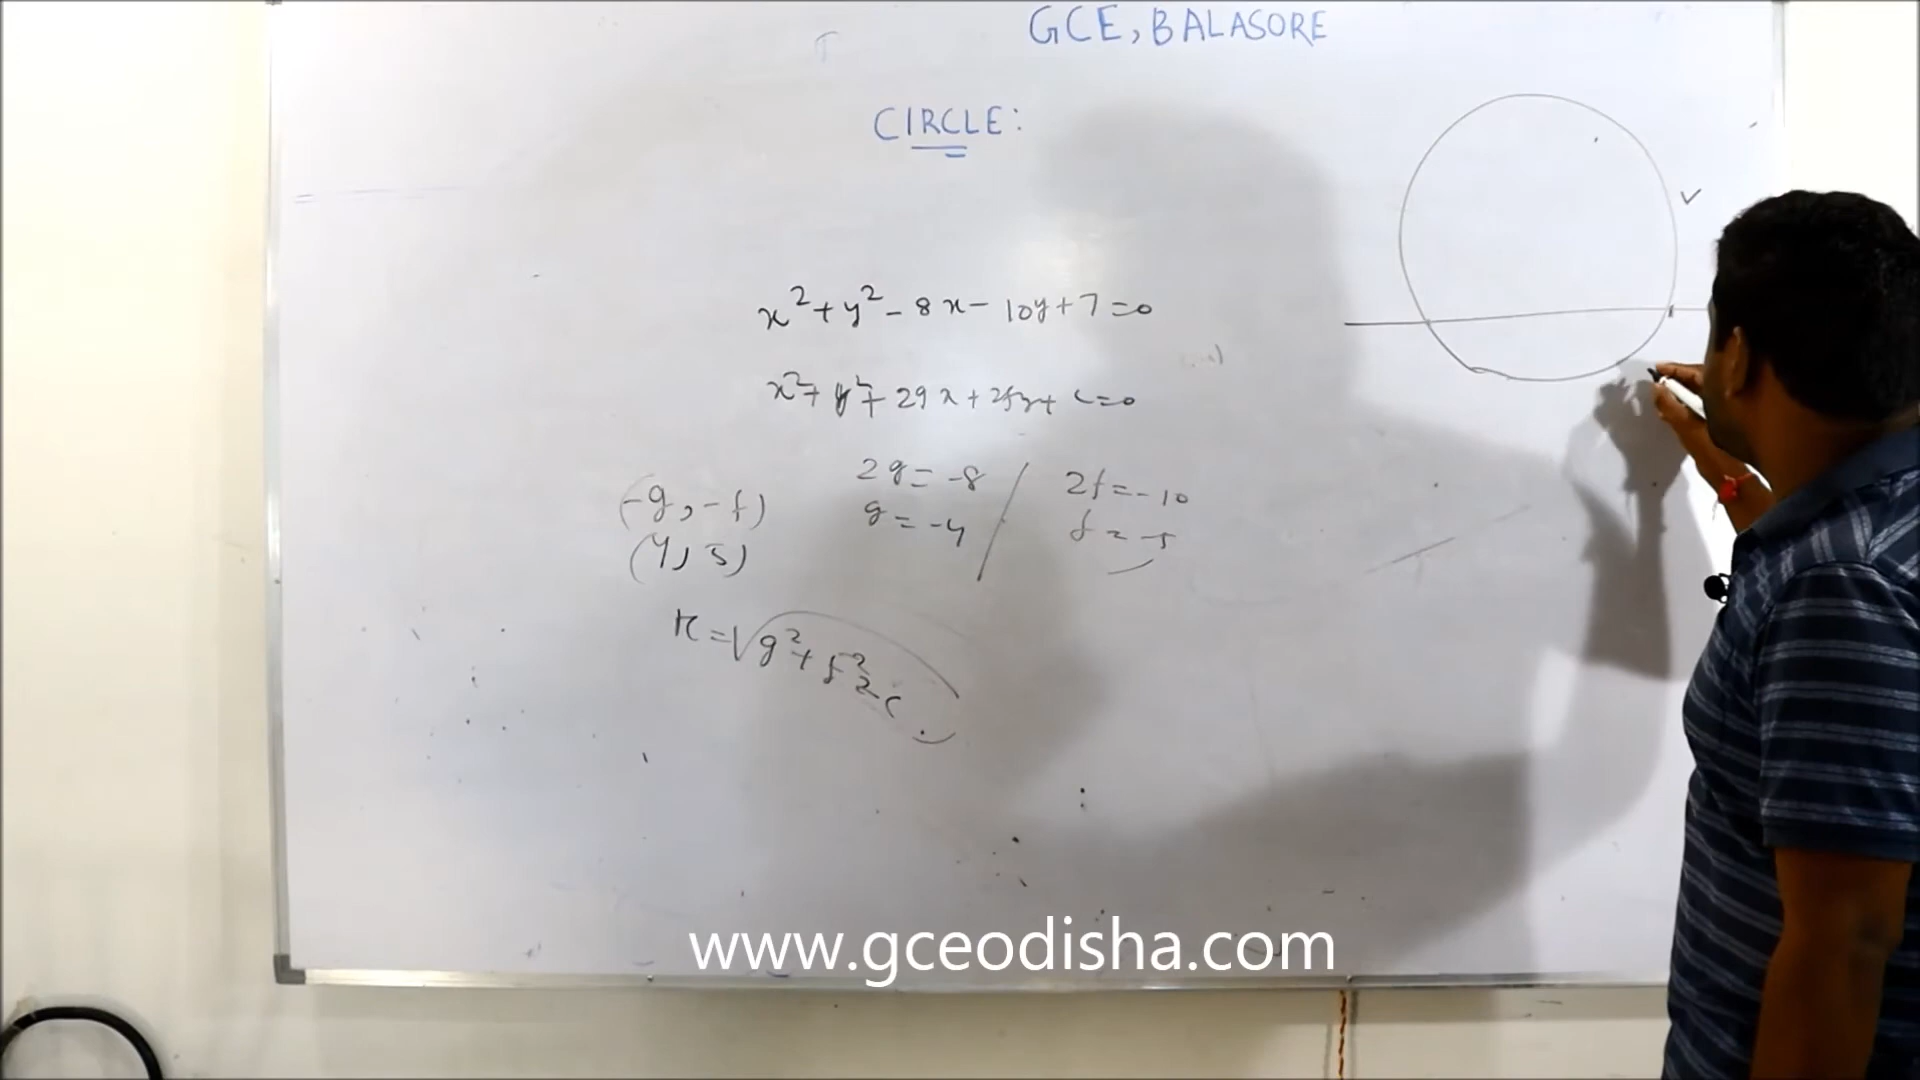 GCE, BALASORE
CIRCLE:
x² + y² - 8x - 10y + 7 = 0
x² + y² + 2gx + 2fy + c = 0
2g = -8 / 2f = -10
(-g, -f) g = -4 f = -5
(4, 5)
r = √g² + f² - c
www.gceodisha.com